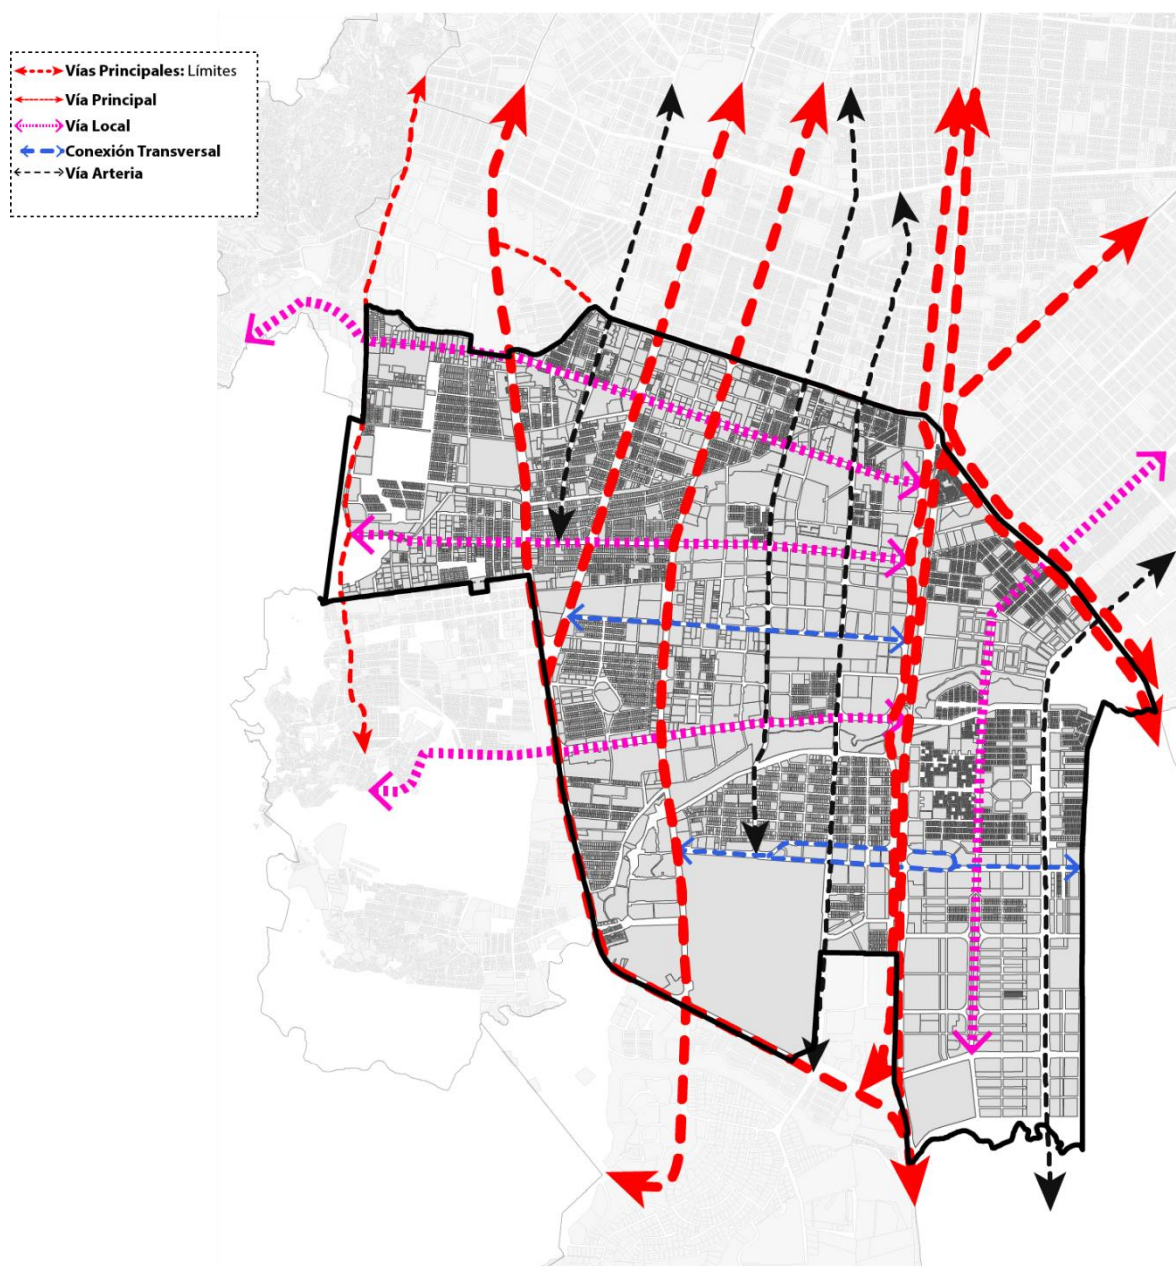 Vías Principales: Límites
Vía Principal
Vía Local
Conexión Transversal
Vía Arteria